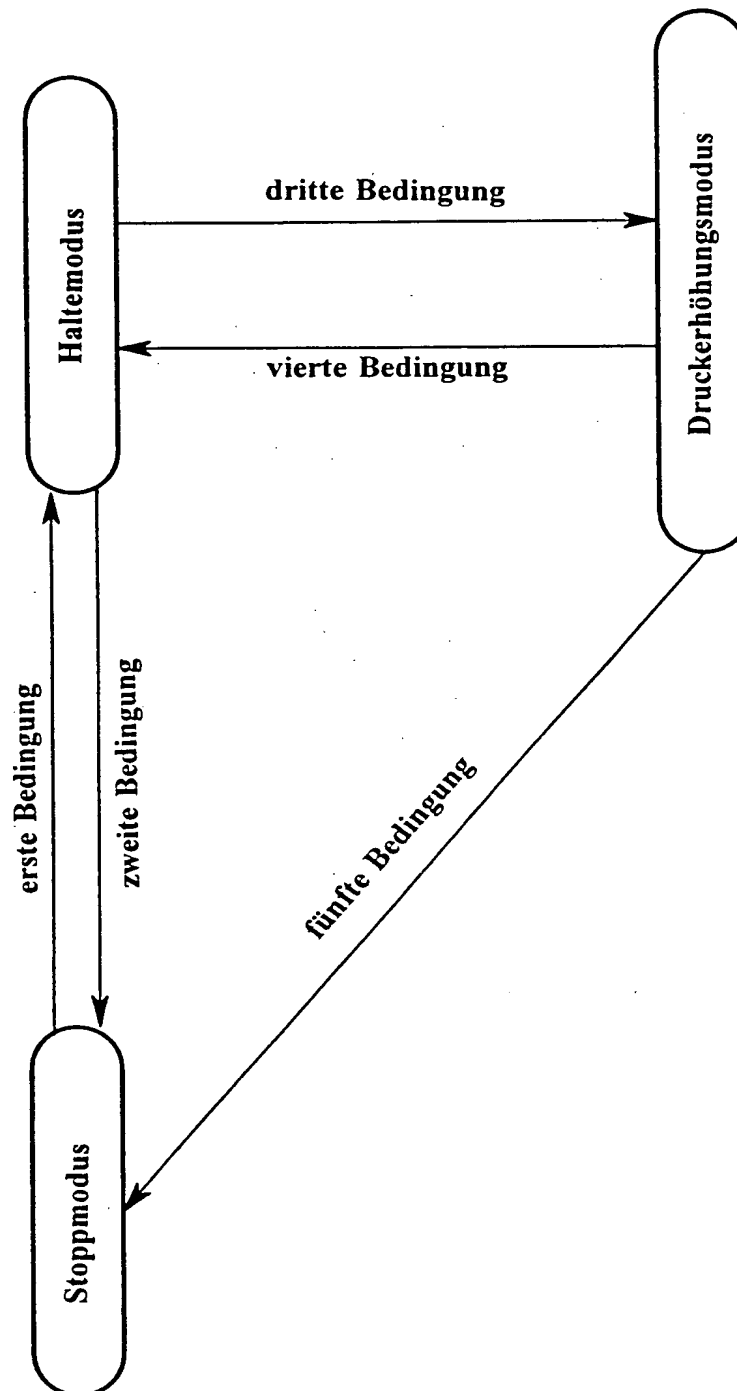 Haltemodus
Druckerhöhungsmodus
dritte Bedingung
vierte Bedingung
erste Bedingung
zweite Bedingung
fünfte Bedingung
Stoppmodus